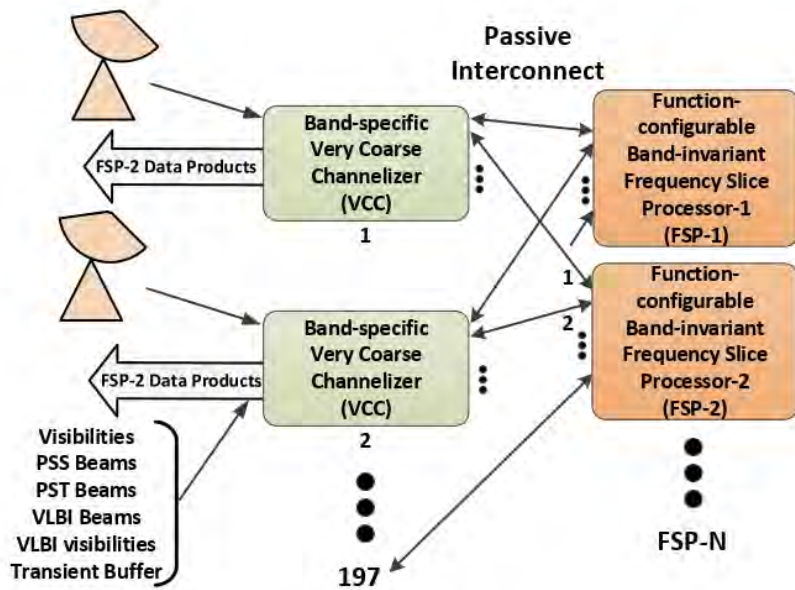 Passive
Interconnect
Band-specific
Very Coarse
Channelizer
(VCC)
1
FSP-2 Data Products
Function-
configurable
Band-invariant
Frequency Slice
Processor-1
(FSP-1)
1
2
Band-specific
Very Coarse
Channelizer
(VCC)
2
FSP-2 Data Products
Function-
configurable
Band-invariant
Frequency Slice
Processor-2
(FSP-2)
Visibilities
PSS Beams
PST Beams
VLBI Beams
VLBI visibilities
Transient Buffer
197
FSP-N